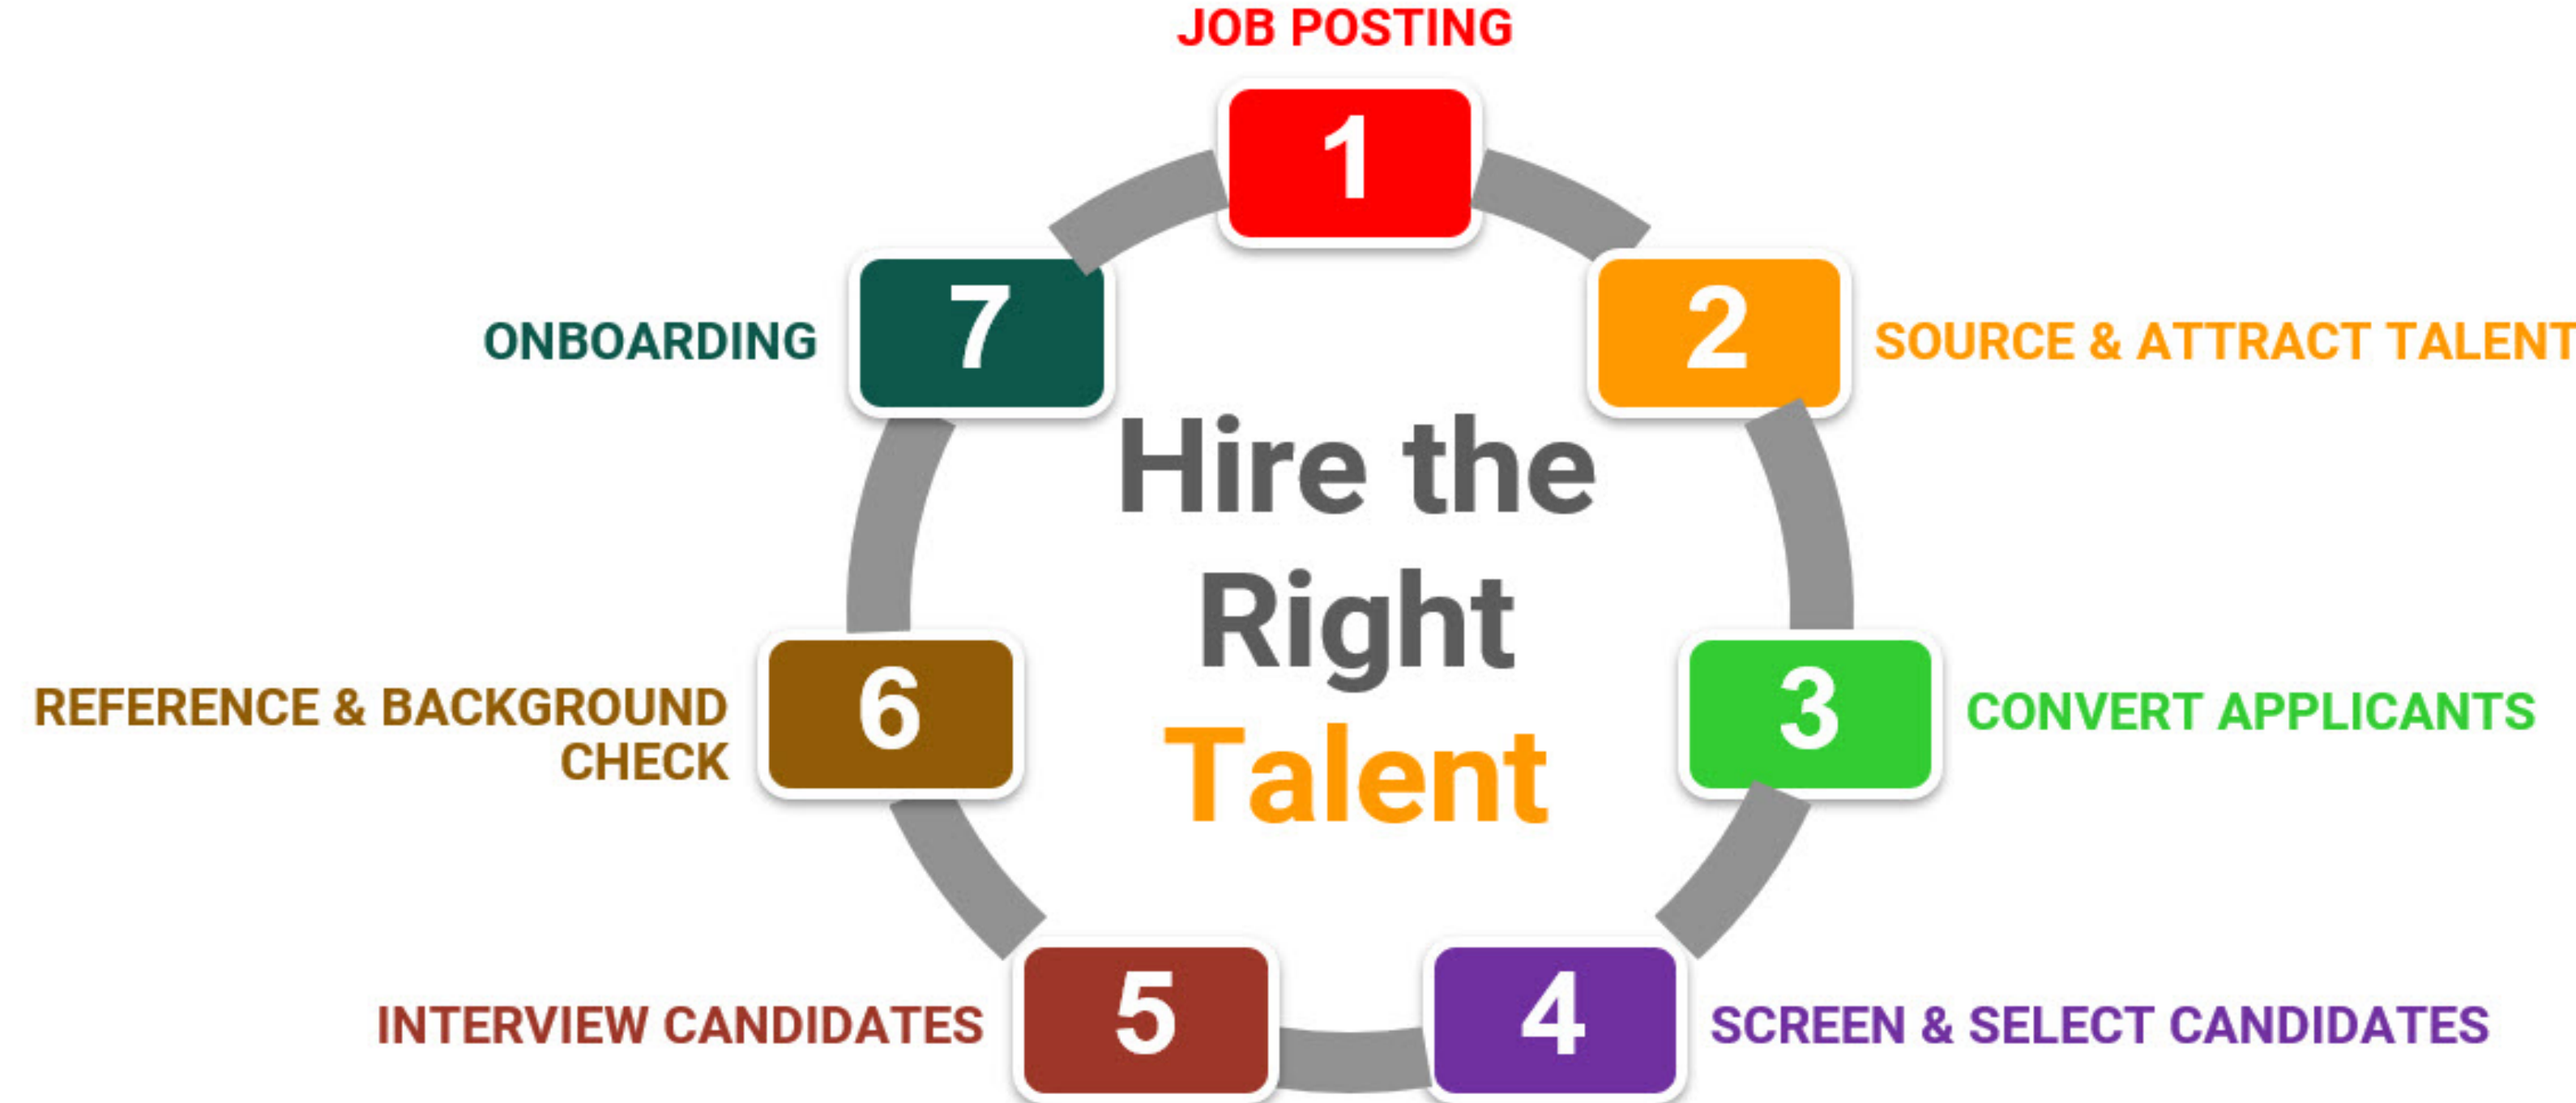 JOB POSTING
1
2
SOURCE & ATTRACT TALENT
3
CONVERT APPLICANTS
4
SCREEN & SELECT CANDIDATES
5
INTERVIEW CANDIDATES
6
REFERENCE & BACKGROUND
CHECK
7
ONBOARDING
Hire the
Right
Talent